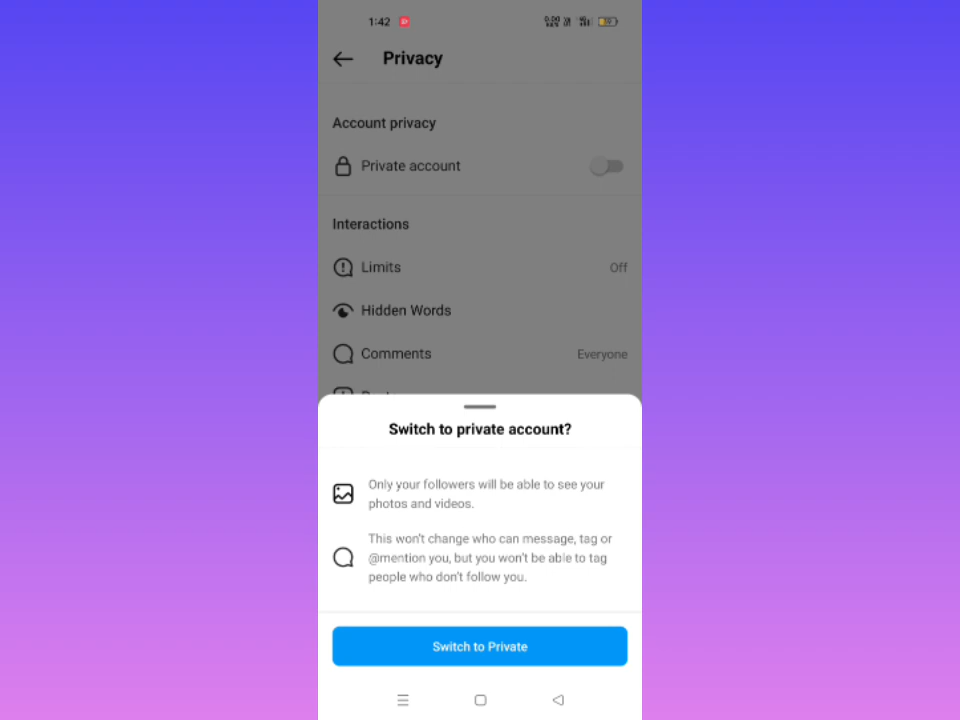 1:42
Privacy
Account privacy
Private account
Interactions
Limits Off
Hidden Words
Comments Everyone
Switch to private account?
Only your followers will be able to see your
photos and videos.
This won't change who can message, tag or
@mention you, but you won't be able to tag
people who don't follow you.
Switch to Private